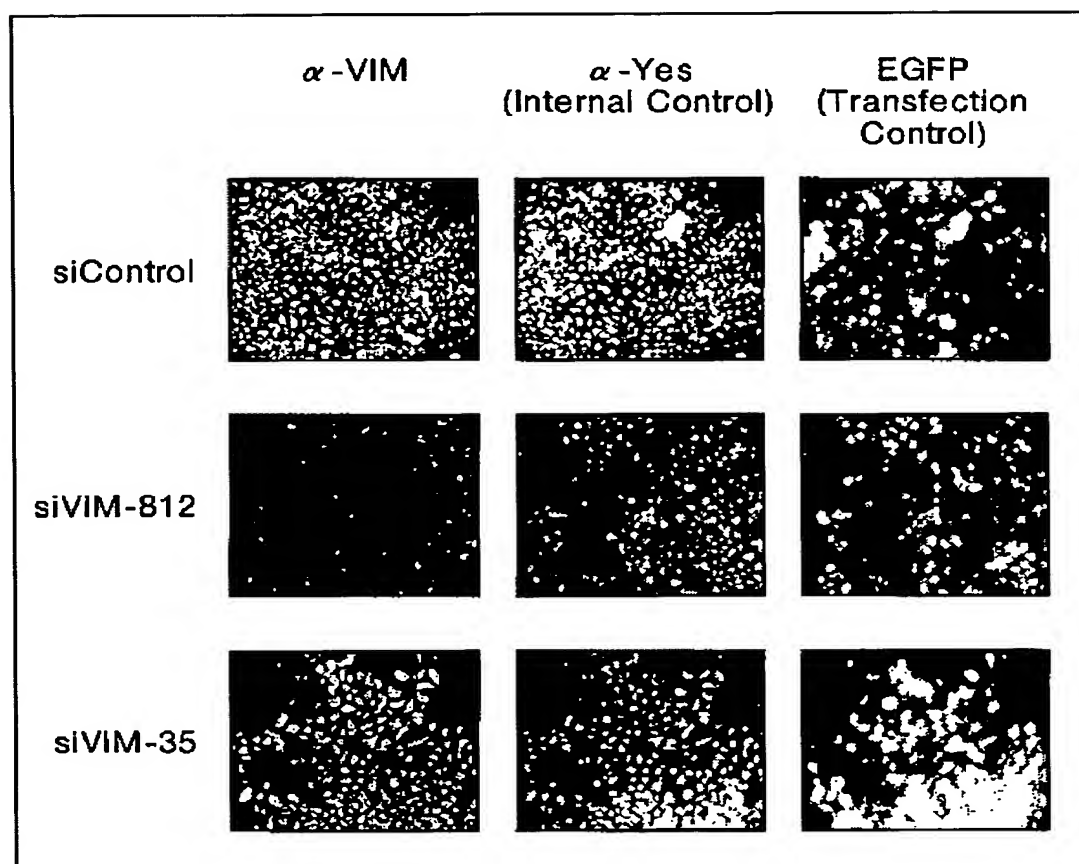 α-VIM
α-Yes
(Internal Control)
EGFP
(Transfection
Control)
siControl
siVIM-812
siVIM-35